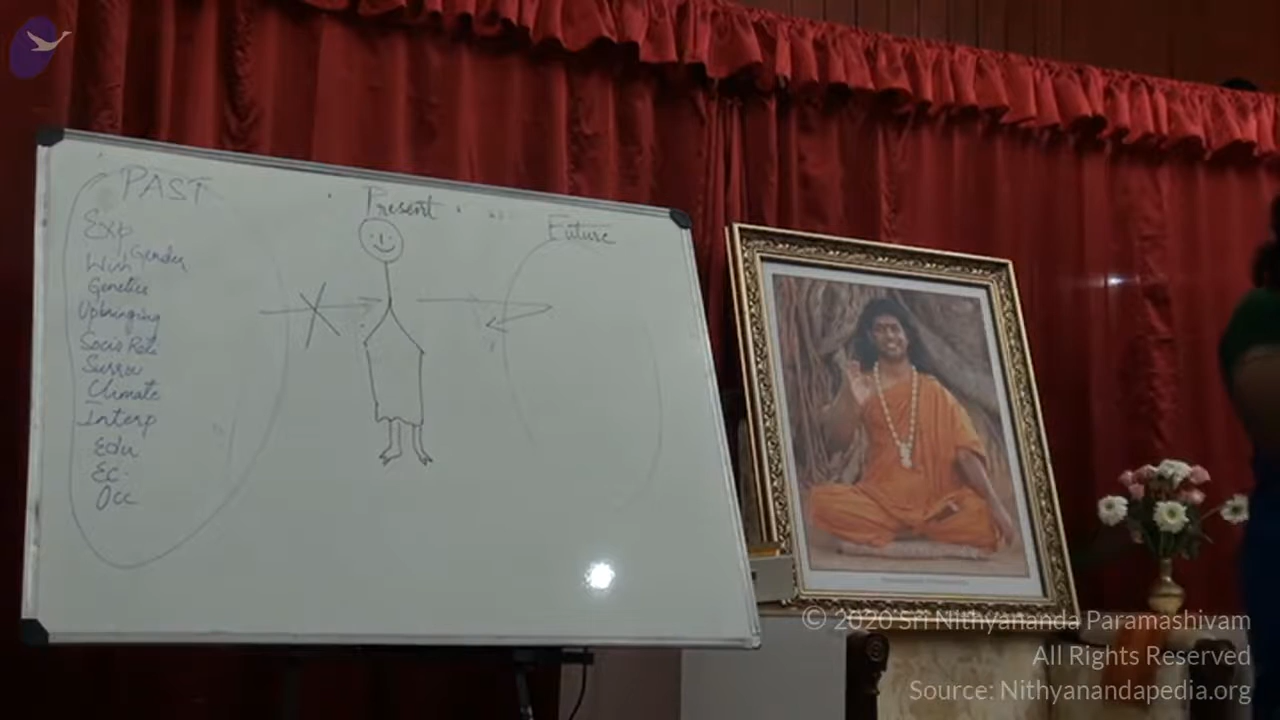 PAST
Present
Future
Exp
Gender
Wish
Genetics
Upbringing
Socio Rel.
Surrou
Climate
Interp
Edu
Ec.
Occ
© 2020 Sri Nithyananda Paramashivam
All Rights Reserved
Source: Nithyanandapedia.org